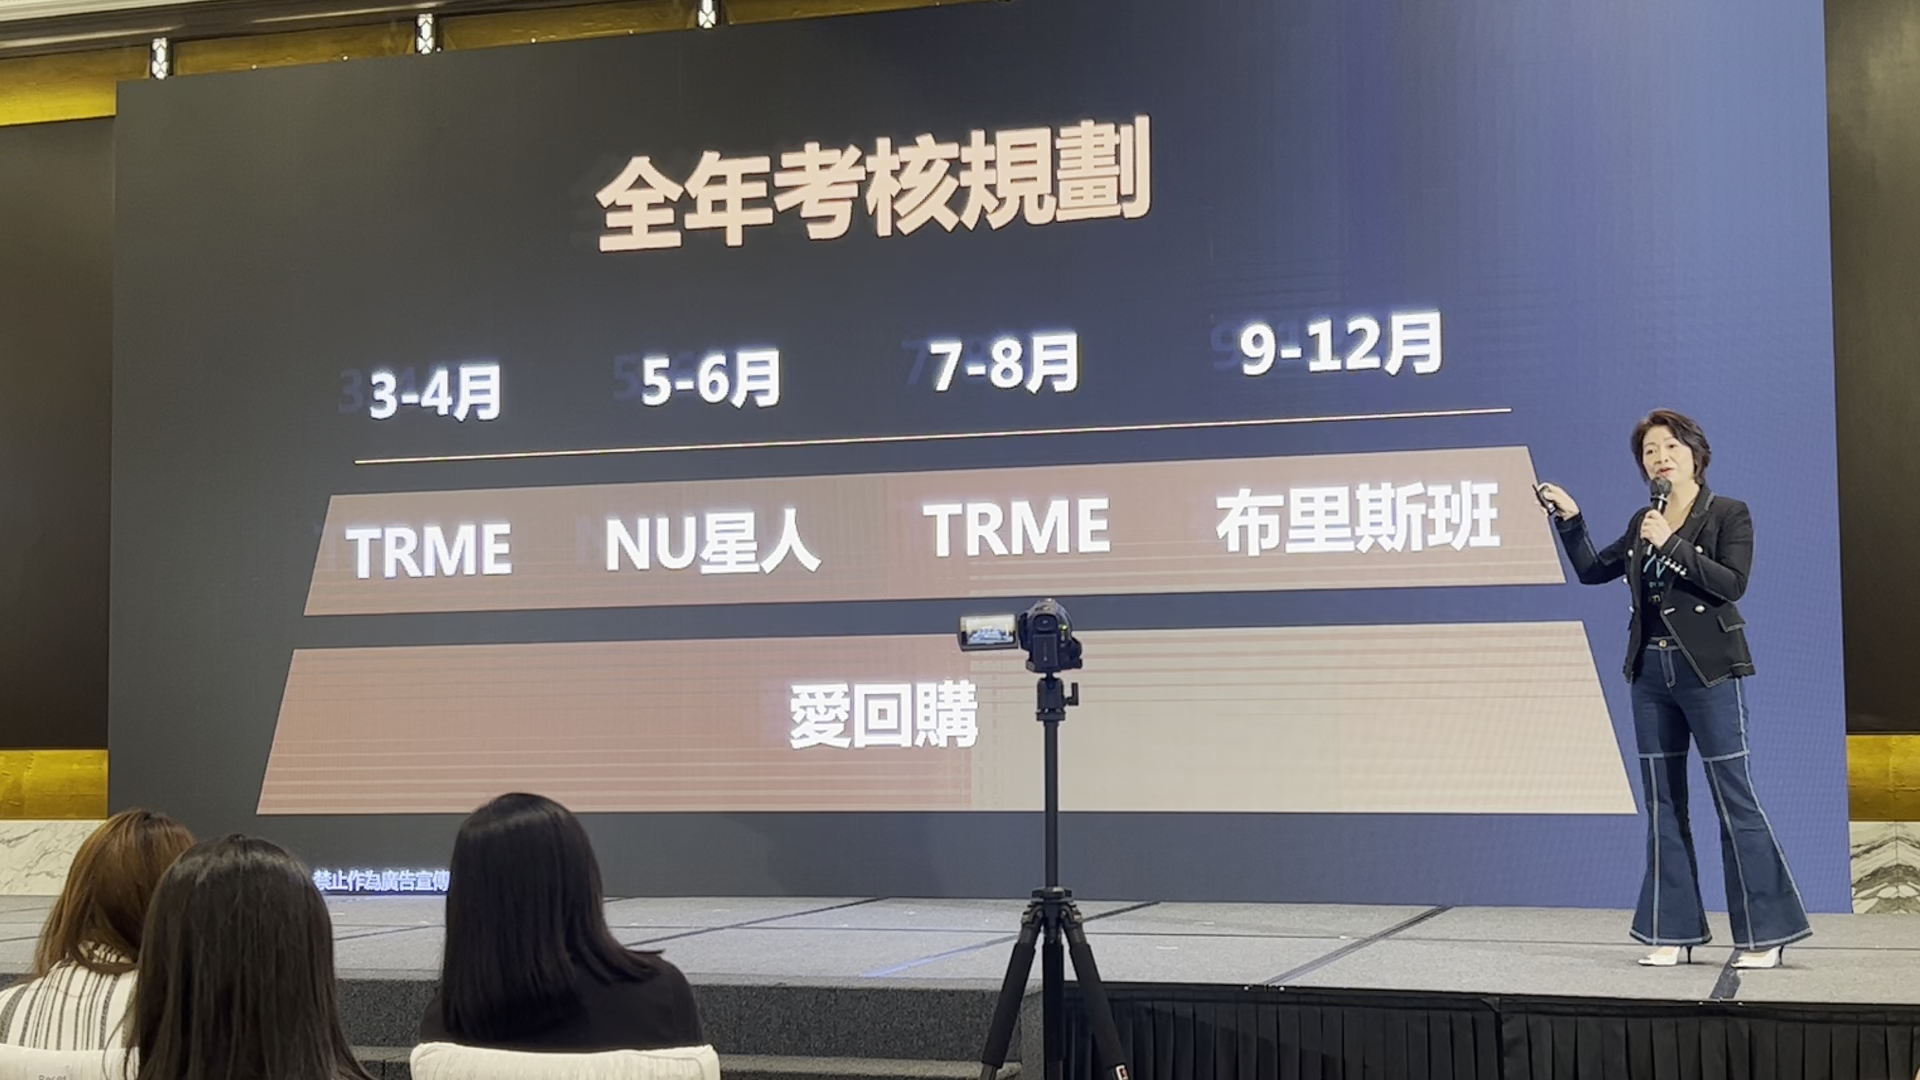 全年考核規劃
3-4月 5-6月 7-8月 9-12月
TRME NU星人 TRME 布里斯班
愛回購
禁止作為廣告宣傳